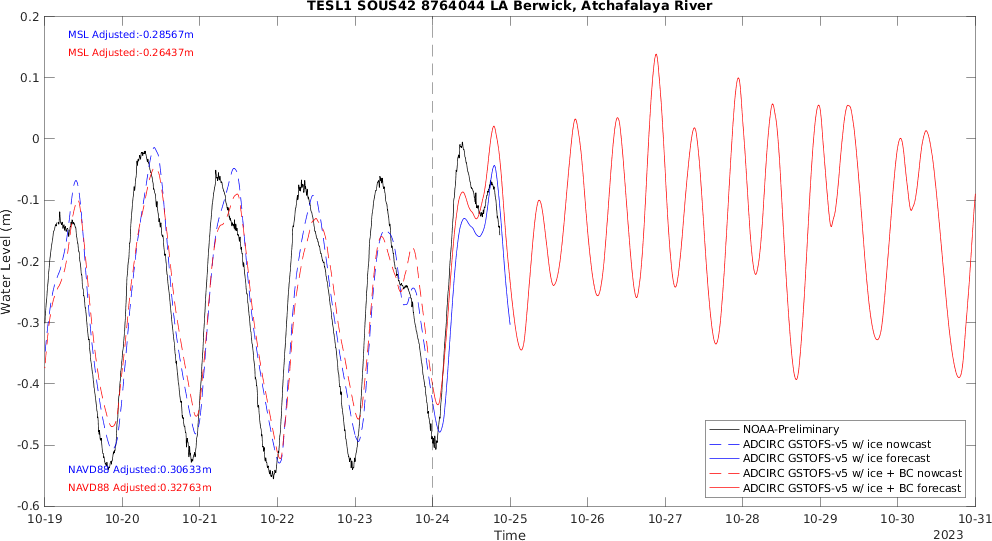 TESL1 SOUS42 8764044 LA Berwick, Atchafalaya River
MSL Adjusted:-0.28567m
MSL Adjusted:-0.26437m
0.2
0.1
0
-0.1
-0.2
-0.3
-0.4
-0.5
-0.6
Water Level (m)
NAVD88 Adjusted:0.30633m
NAVD88 Adjusted:0.32763m
NOAA-Preliminary
ADCIRC GSTOFS-v5 w/ ice nowcast
ADCIRC GSTOFS-v5 w/ ice forecast
ADCIRC GSTOFS-v5 w/ ice + BC nowcast
ADCIRC GSTOFS-v5 w/ ice + BC forecast
10-19 10-20 10-21 10-22 10-23 10-24 10-25 10-26 10-27 10-28 10-29 10-30 10-31
Time
2023